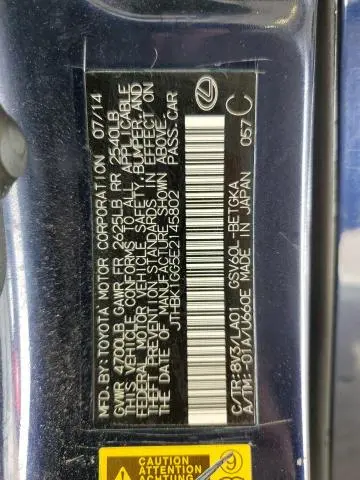 MFD. BY: TOYOTA MOTOR CORPORATION 07/14
GVWR 4700LB GAWR FR 2625LB RR 2540LB
THIS VEHICLE CONFORMS TO ALL APPLICABLE
FEDERAL MOTOR VEHICLE SAFETY, BUMPER, AND
THEFT PREVENTION STANDARDS IN EFFECT ON
THE DATE OF MANUFACTURE SHOWN ABOVE.
JTHBK1GG5E2145802 PASS. CAR
C/TR: 8V3/LA01 GSV60L-BETGKA
A/TM: -01A/U660E MADE IN JAPAN 057 C
CAUTION
ATTENTION